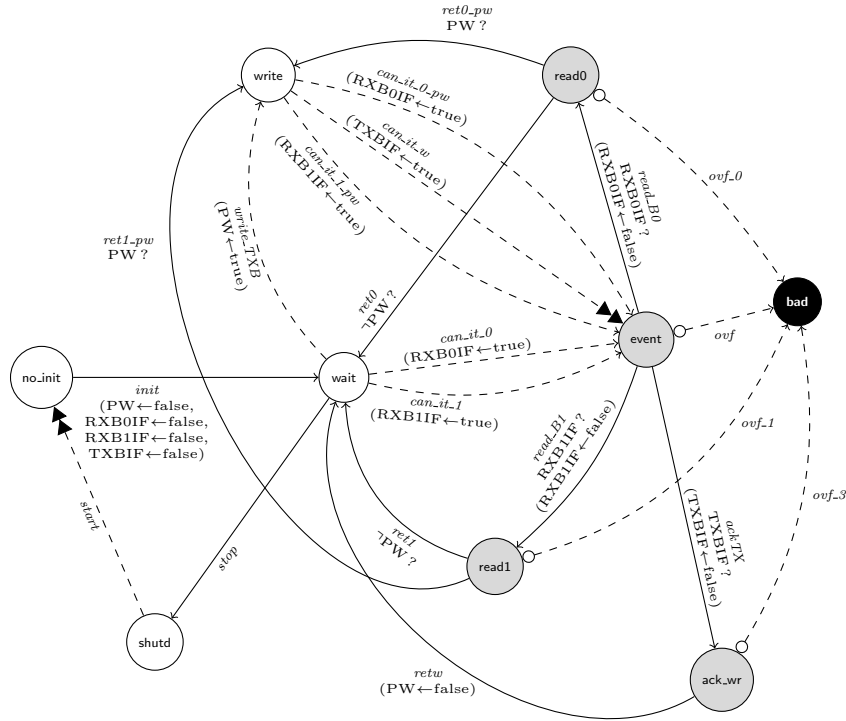 ret0_pw
PW ?
write
read0
can_it_0_pw
(RXB0IF←true)
can_it_w
(TXBIF←true)
can_it_1_pw
(RXB1IF←true)
read_B0
RXB0IF ?
(RXB0IF←false)
ovf_0
write_TXB
(PW←true)
ret1_pw
PW ?
bad
ret0
¬PW ?
can_it_0
(RXB0IF←true)
event
ovf
no_init
wait
init
(PW←false,
RXB0IF←false,
RXB1IF←false,
TXBIF←false)
can_it_1
(RXB1IF←true)
read_B1
RXB1IF ?
(RXB1IF←false)
ovf_1
ovf_3
start
stop
ret1
¬PW ?
read1
ackTX
TXBIF ?
(TXBIF←false)
shutd
retw
(PW←false)
ack_wr